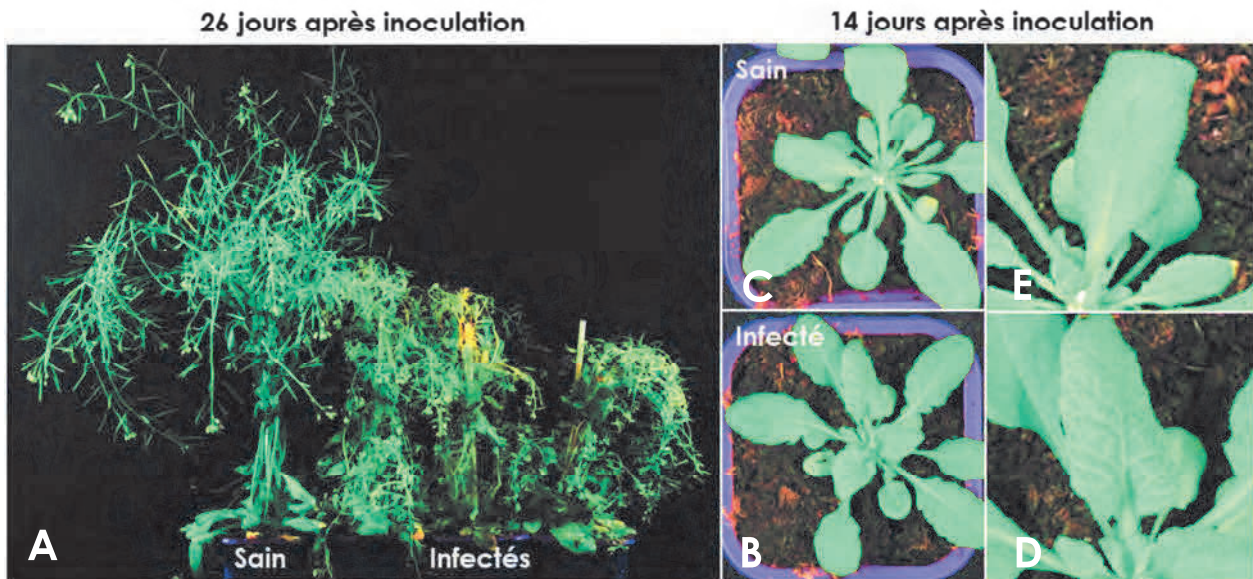 26 jours après inoculation
14 jours après inoculation
Sain
C
E
Infecté
A
Sain
Infectés
B
D